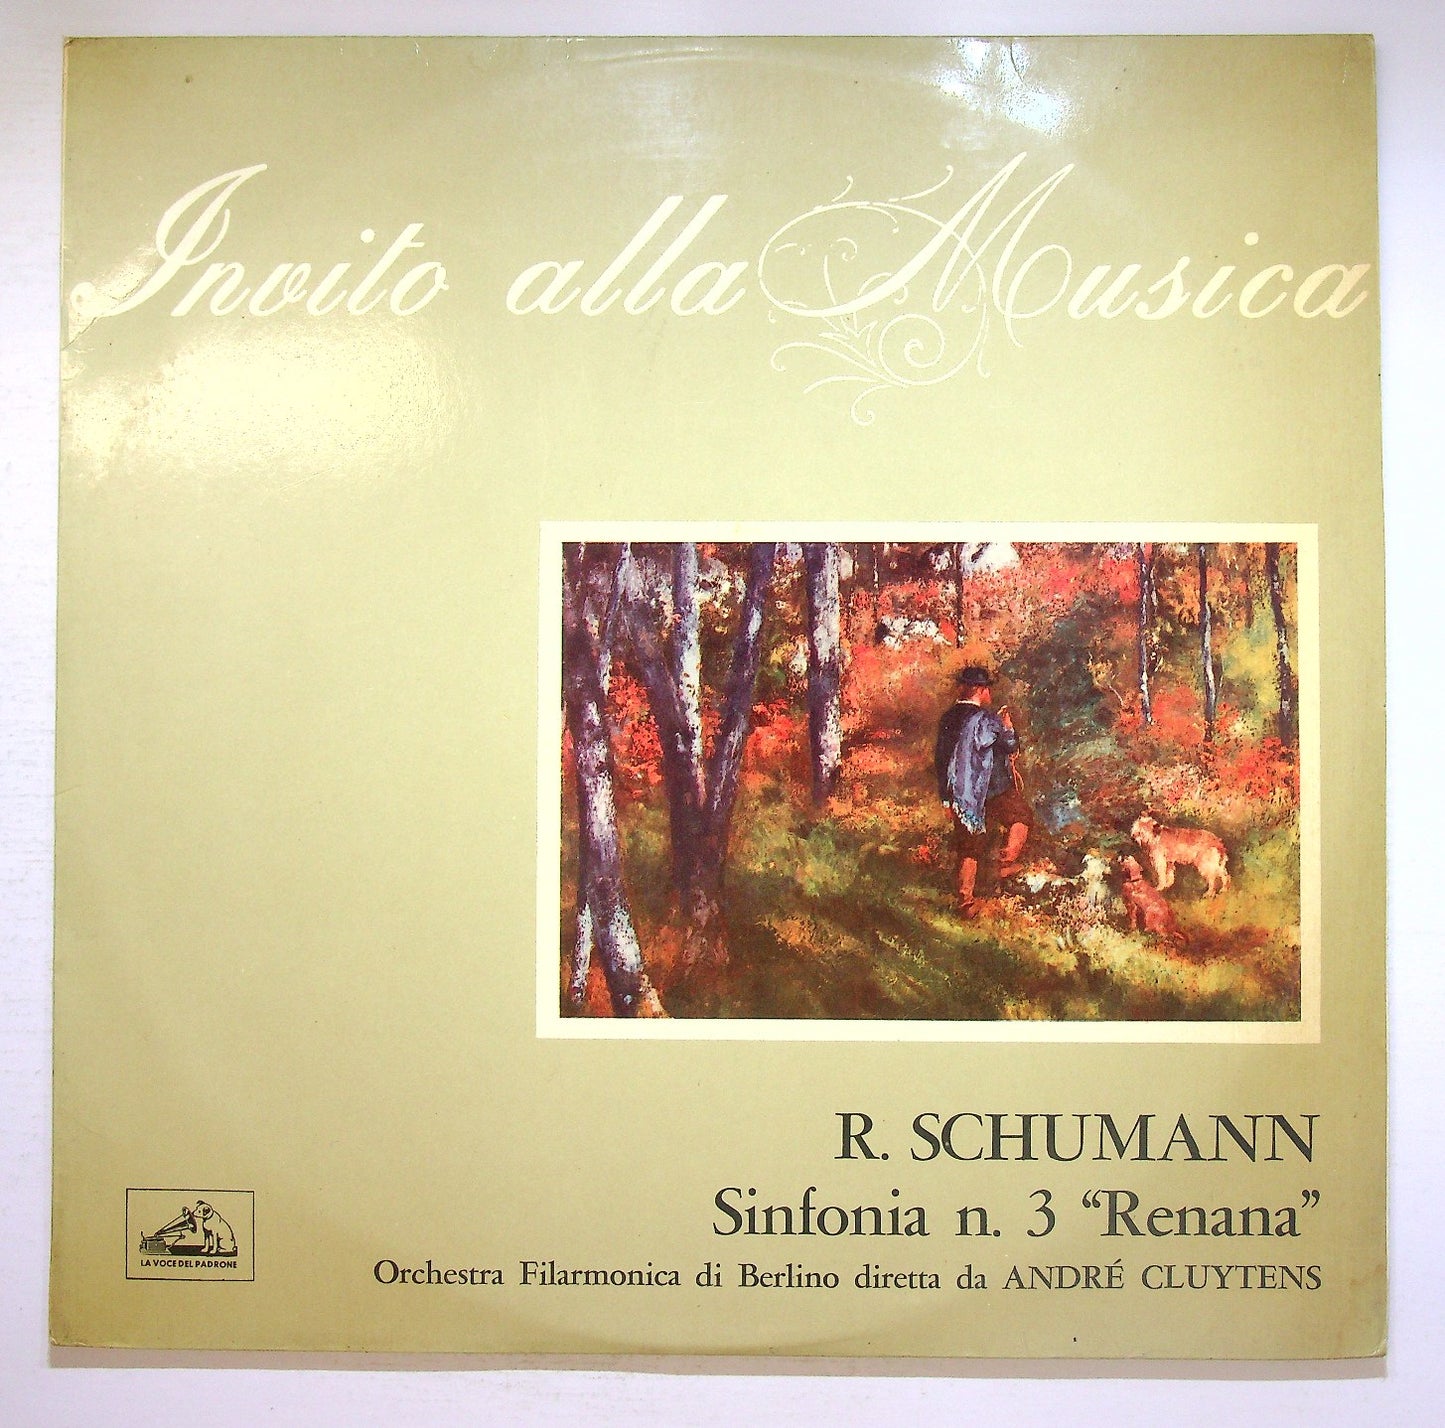 Invito alla Musica
R. SCHUMANN
Sinfonia n. 3 “Renana”
Orchestra Filarmonica di Berlino diretta da ANDRÉ CLUYTENS
LA VOCE DEL PADRONE